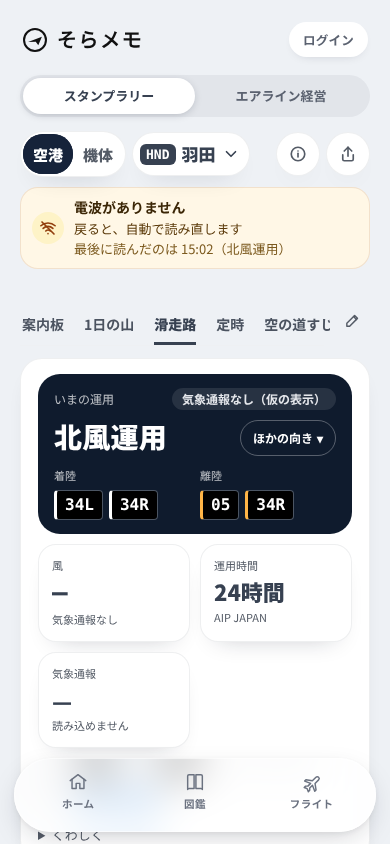 そらメモ
ログイン
スタンプラリー
エアライン経営
空港
機体
HND 羽田
電波がありません
戻ると、自動で読み直します
最後に読んだのは 15:02（北風運用）
案内板
1日の山
滑走路
定時
空の道すじ
いまの運用
気象通報なし（仮の表示）
北風運用
ほかの向き ▾
着陸
離陸
34L 34R
05 34R
風
—
気象通報なし
運用時間
24時間
AIP JAPAN
気象通報
—
読み込めません
ホーム
図鑑
フライト
▶ くわしく